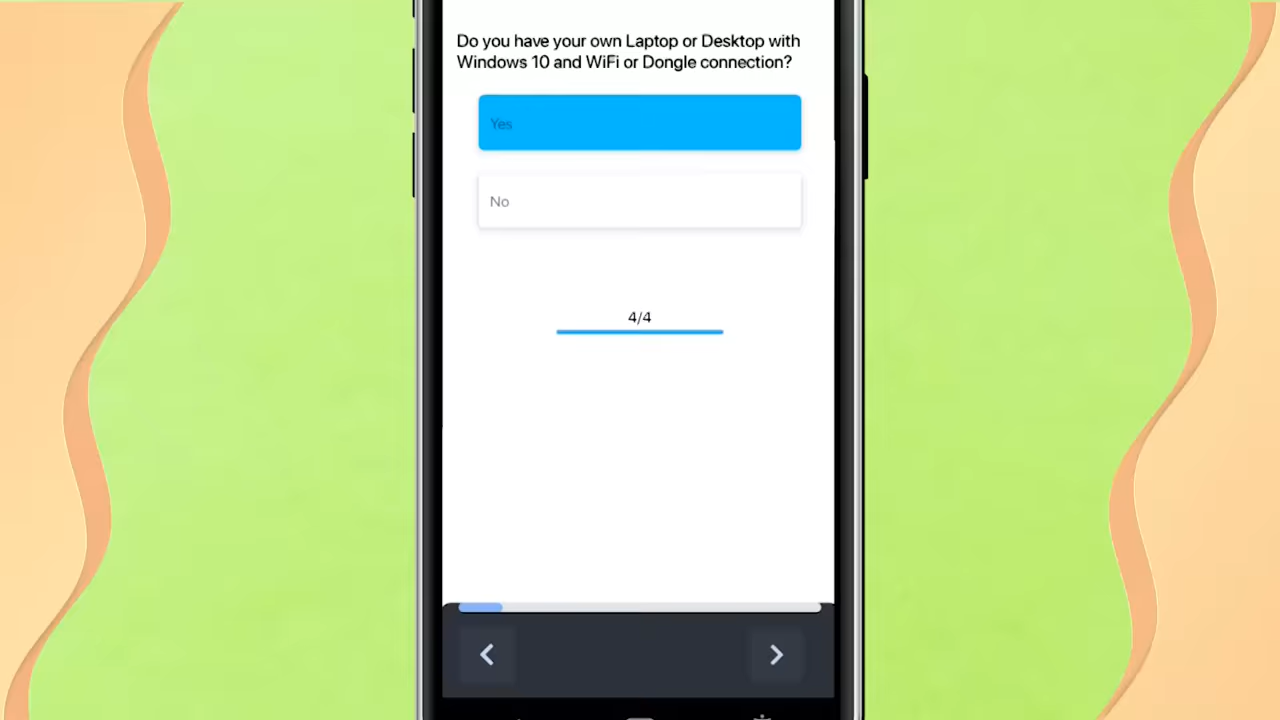 Do you have your own Laptop or Desktop with
Windows 10 and WiFi or Dongle connection?
Yes
No
4/4